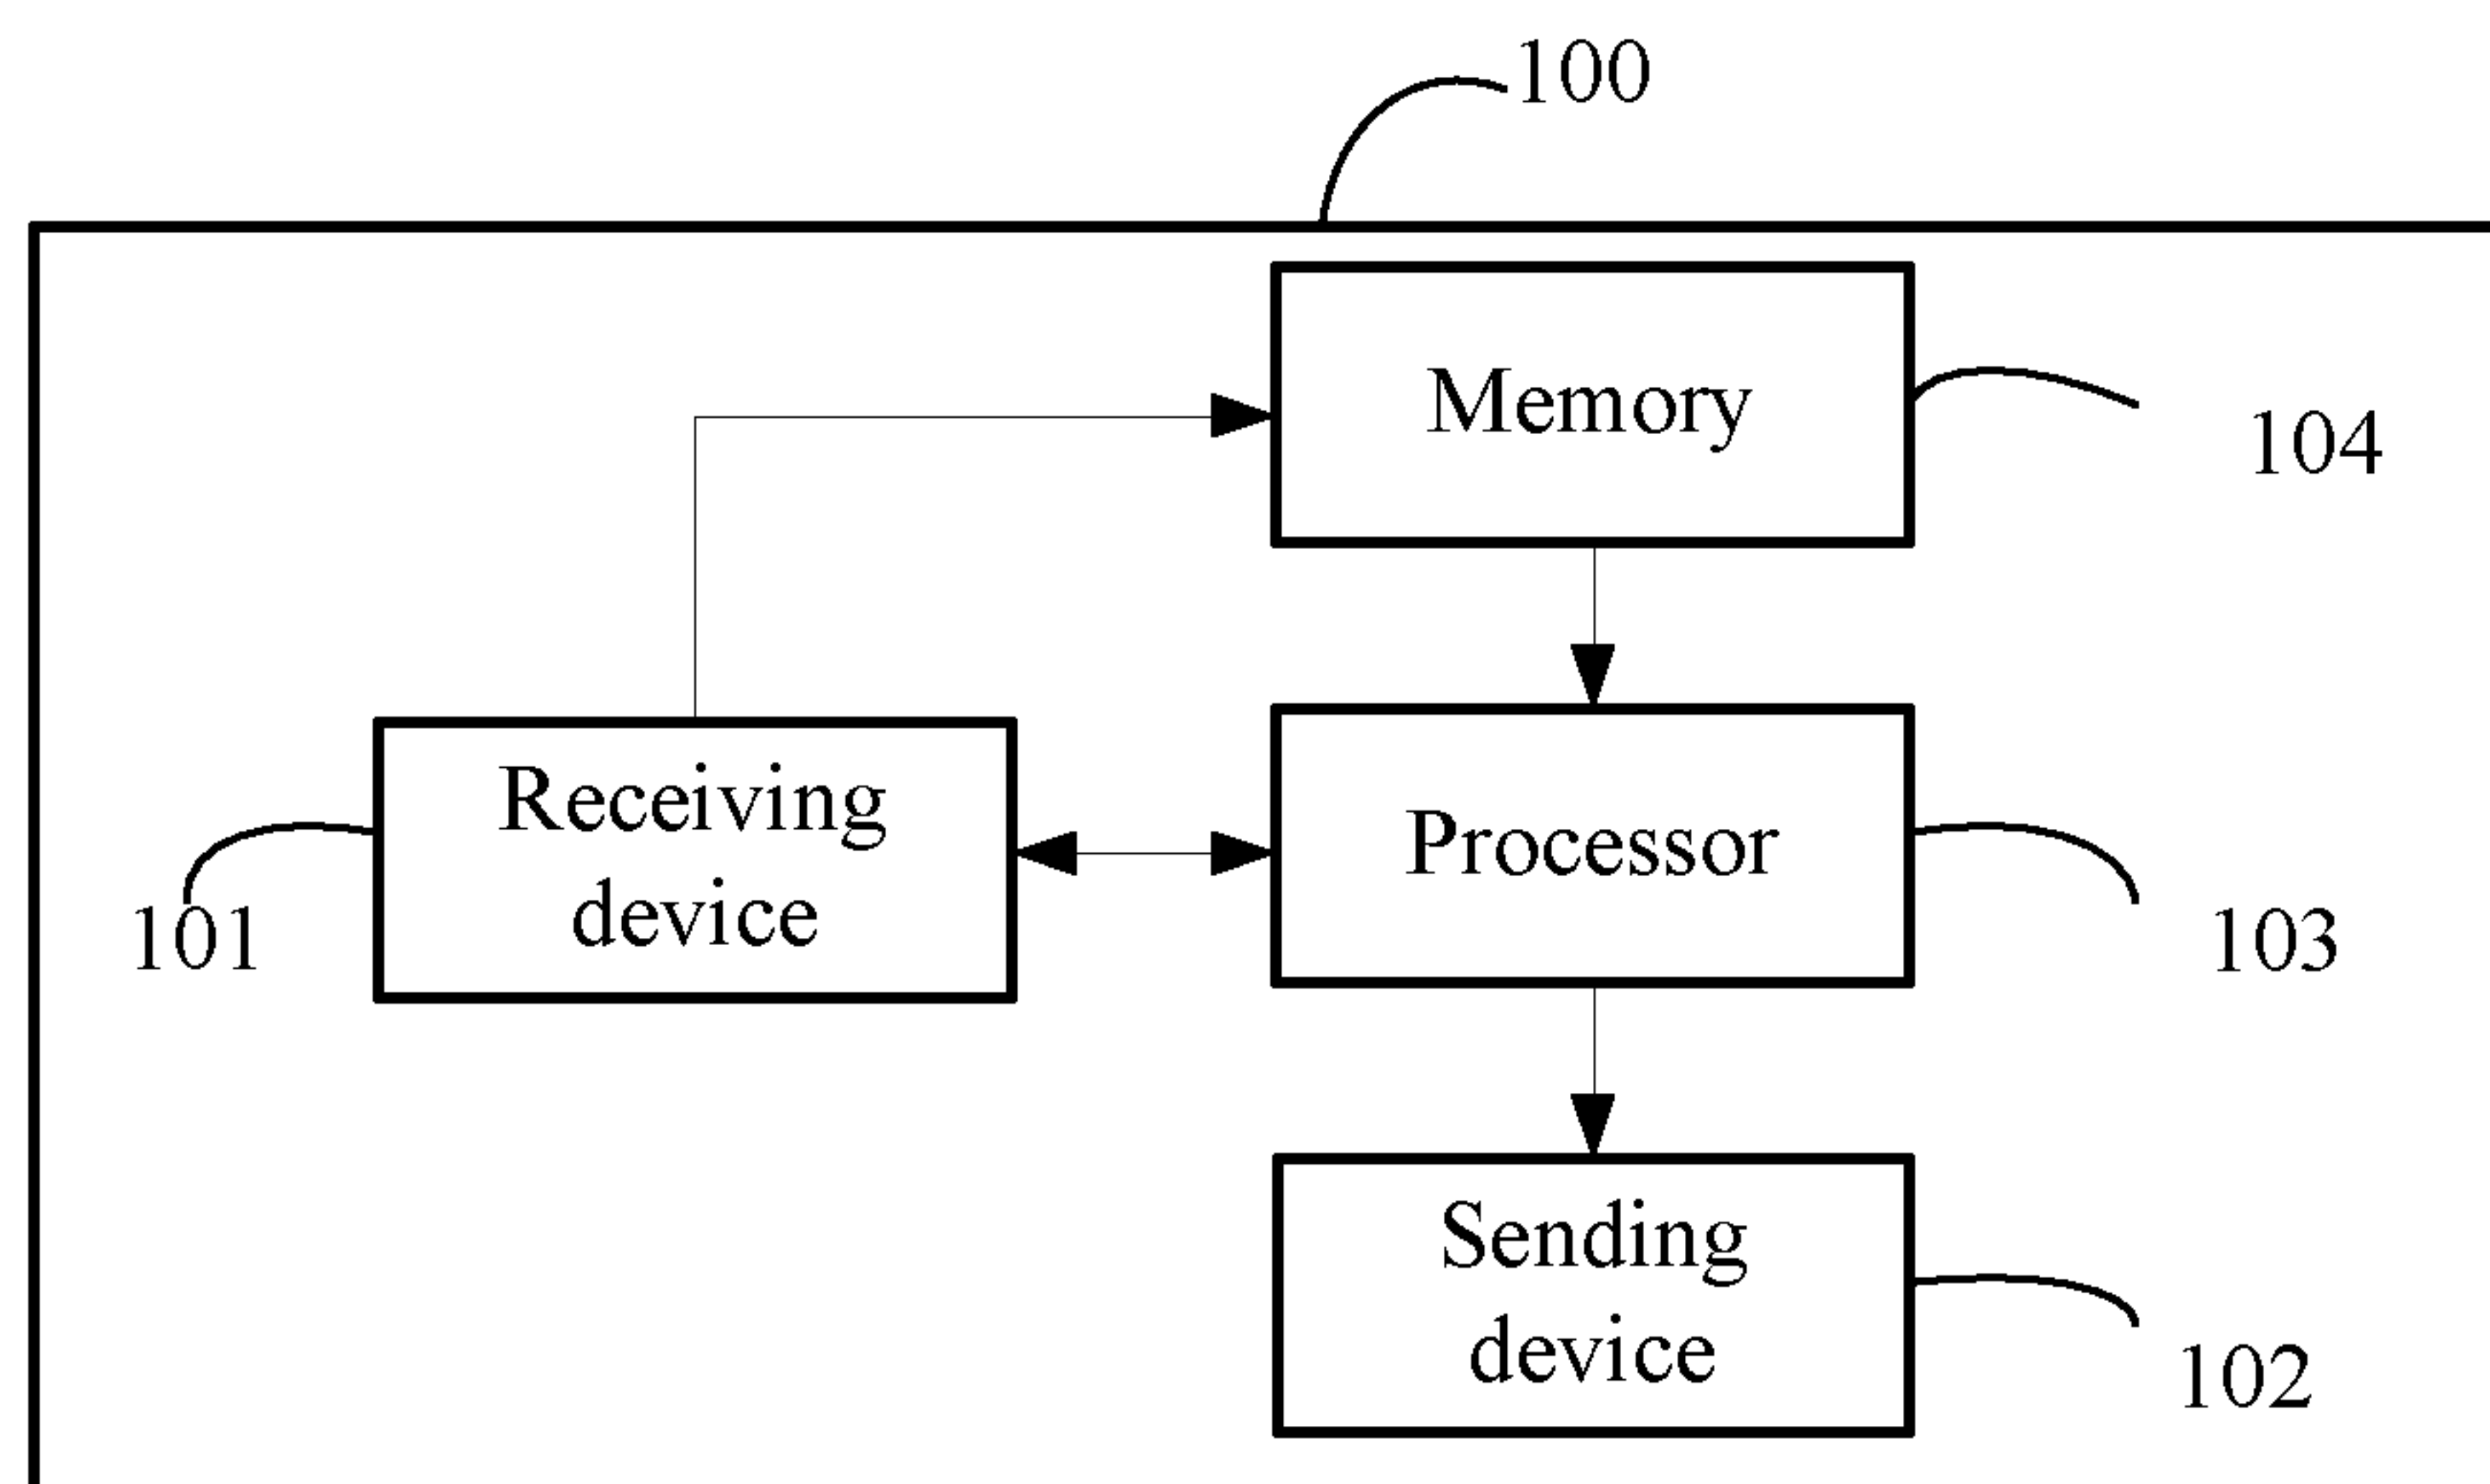 100
Memory
104
Receiving
device
101
Processor
103
Sending
device
102